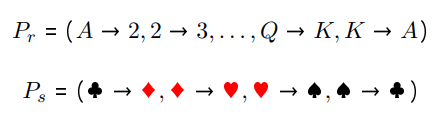 P_r = (A → 2, 2 → 3, . . . , Q → K, K → A)
P_s = (♣ → ♦, ♦ → ♥, ♥ → ♠, ♠ → ♣)